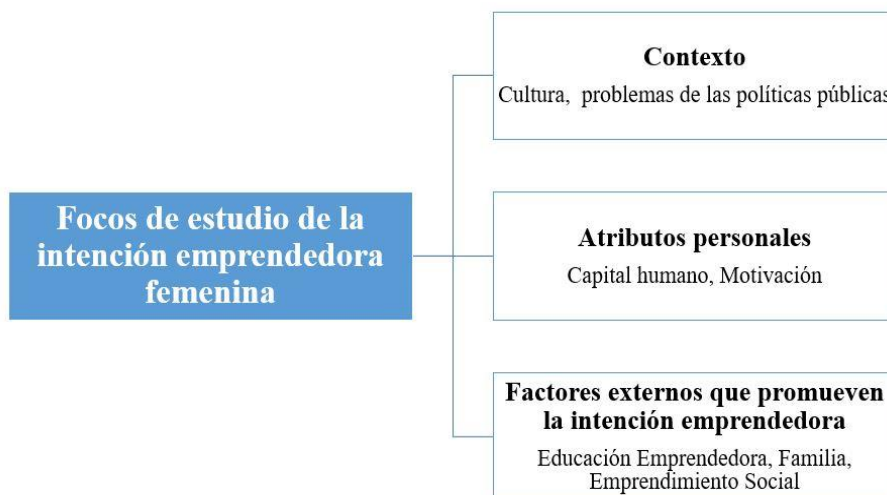 Focos de estudio de la
intención emprendedora
femenina
Contexto
Cultura, problemas de las políticas públicas
Atributos personales
Capital humano, Motivación
Factores externos que promueven
la intención emprendedora
Educación Emprendedora, Familia,
Emprendimiento Social